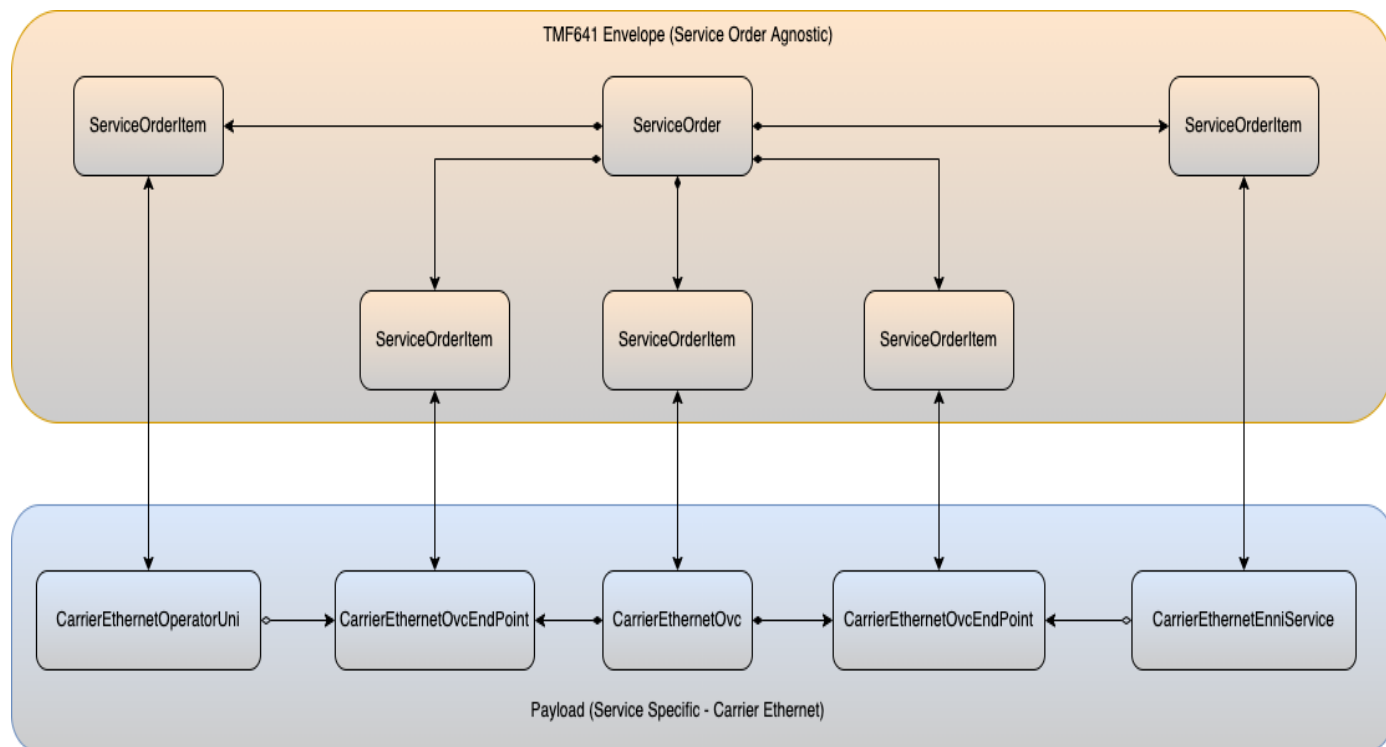 TMF641 Envelope (Service Order Agnostic)
ServiceOrderItem
ServiceOrder
ServiceOrderItem
ServiceOrderItem
ServiceOrderItem
ServiceOrderItem
CarrierEthernetOperatorUni
CarrierEthernetOvcEndPoint
CarrierEthernetOvc
CarrierEthernetOvcEndPoint
CarrierEthernetEnniService
Payload (Service Specific - Carrier Ethernet)